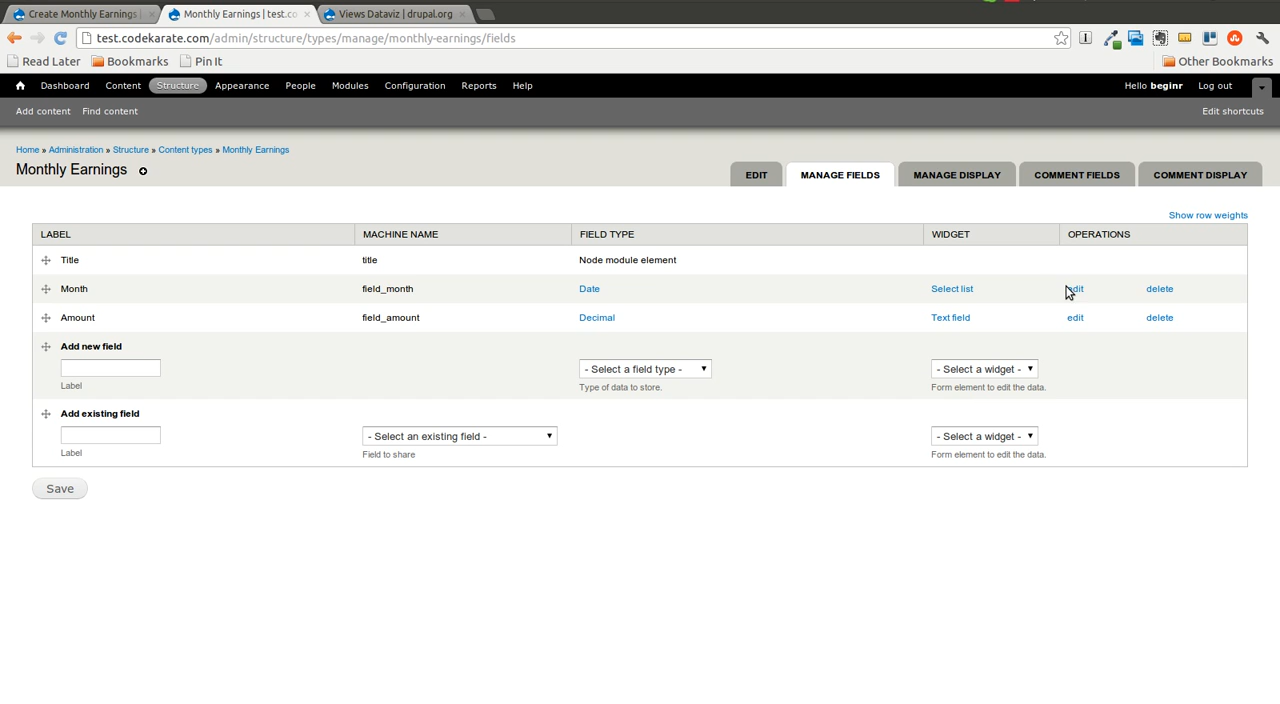 Create Monthly Earnings |
Monthly Earnings | test.co
Views Dataviz | drupal.org
test.codekarate.com/admin/structure/types/manage/monthly-earnings/fields
Read Later Bookmarks Pin It Other Bookmarks
Dashboard Content Structure Appearance People Modules Configuration Reports Help Hello beginr Log out
Add content Find content Edit shortcuts
Home » Administration » Structure » Content types » Monthly Earnings
Monthly Earnings
EDIT MANAGE FIELDS MANAGE DISPLAY COMMENT FIELDS COMMENT DISPLAY
Show row weights
LABEL MACHINE NAME FIELD TYPE WIDGET OPERATIONS
Title title Node module element
Month field_month Date Select list edit delete
Amount field_amount Decimal Text field edit delete
Add new field
- Select a field type - - Select a widget -
Label Type of data to store. Form element to edit the data.
Add existing field
- Select an existing field - - Select a widget -
Label Field to share Form element to edit the data.
Save